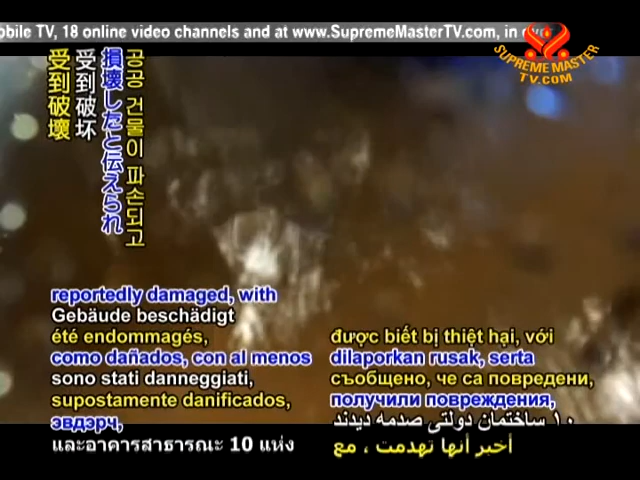 obile TV, 18 online video channels and at www.SupremeMasterTV.com, in
SUPREME MASTER
TV.COM
공공 건물이 파손되고
損壊したと伝えられ
受到破坏
受到破壞
reportedly damaged, with
Gebäude beschädigt
été endommagés,
como dañados, con al menos
sono stati danneggiati,
supostamente danificados,
эвдэрч,
และอาคารสาธารณะ 10 แห่ง
được biết bị thiệt hại, với
dilaporkan rusak, serta
съобщено, че са повредени,
получили повреждения,
۱۰ ساختمان دولتی صدمه دیدند
أخبر أنها تهدمت ، مع